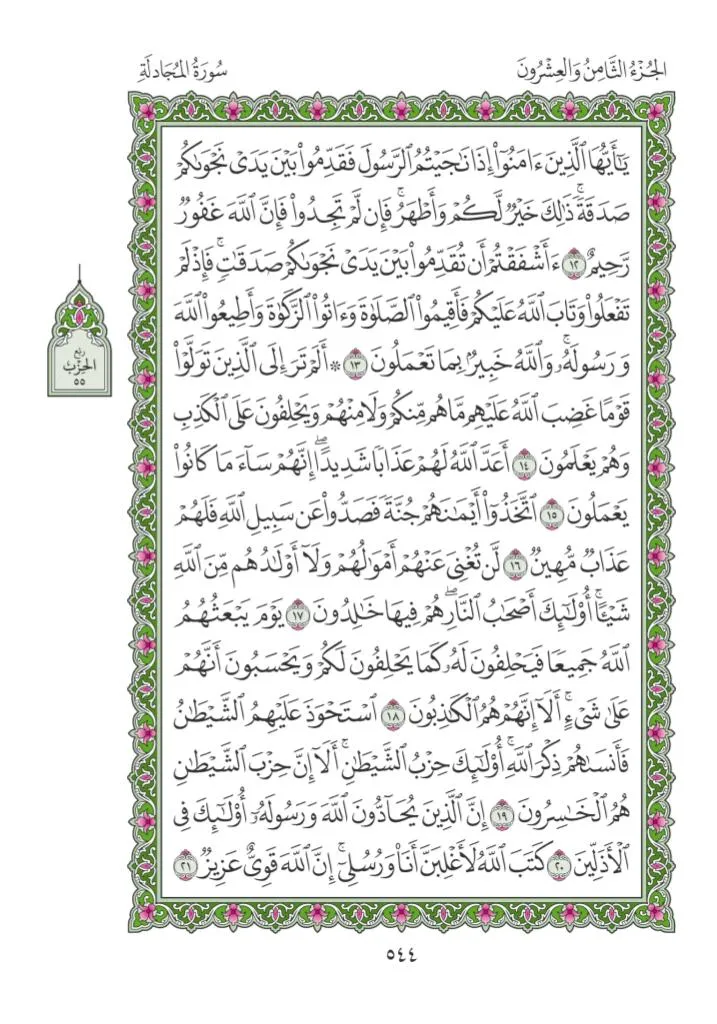 الجُزْءُ الثَّامِنُ وَالعِشْرُونَ
سُورَةُ المُجَادلَةِ
يَٰٓأَيُّهَا ٱلَّذِينَ ءَامَنُوٓاْ إِذَا نَٰجَيۡتُمُ ٱلرَّسُولَ فَقَدِّمُواْ بَيۡنَ يَدَيۡ نَجۡوَىٰكُمۡ
صَدَقَةٗۚ ذَٰلِكَ خَيۡرٞ لَّكُمۡ وَأَطۡهَرُۚ فَإِن لَّمۡ تَجِدُواْ فَإِنَّ ٱللَّهَ غَفُورٞ
رَّحِيمٌ ١٢ ءَأَشۡفَقۡتُمۡ أَن تُقَدِّمُواْ بَيۡنَ يَدَيۡ نَجۡوَىٰكُمۡ صَدَقَٰتٖۚ فَإِذۡ لَمۡ
تَفۡعَلُواْ وَتَابَ ٱللَّهُ عَلَيۡكُمۡ فَأَقِيمُواْ ٱلصَّلَوٰةَ وَءَاتُواْ ٱلزَّكَوٰةَ وَأَطِيعُواْ ٱللَّهَ
وَرَسُولَهُۥۚ وَٱللَّهُ خَبِيرُۢ بِمَا تَعۡمَلُونَ ١٣ ۞ أَلَمۡ تَرَ إِلَى ٱلَّذِينَ تَوَلَّوۡاْ
قَوۡمًا غَضِبَ ٱللَّهُ عَلَيۡهِم مَّا هُم مِّنكُمۡ وَلَا مِنۡهُمۡ وَيَحۡلِفُونَ عَلَى ٱلۡكَذِبِ
وَهُمۡ يَعۡلَمُونَ ١٤ أَعَدَّ ٱللَّهُ لَهُمۡ عَذَابٗا شَدِيدًاۖ إِنَّهُمۡ سَآءَ مَا كَانُواْ
يَعۡمَلُونَ ١٥ ٱتَّخَذُوٓاْ أَيۡمَٰنَهُمۡ جُنَّةٗ فَصَدُّواْ عَن سَبِيلِ ٱللَّهِ فَلَهُمۡ
عَذَابٞ مُّهِينٞ ١٦ لَّن تُغۡنِيَ عَنۡهُمۡ أَمۡوَٰلُهُمۡ وَلَآ أَوۡلَٰدُهُم مِّنَ ٱللَّهِ
شَيۡـًٔاۚ أُوْلَٰٓئِكَ أَصۡحَٰبُ ٱلنَّارِۖ هُمۡ فِيهَا خَٰلِدُونَ ١٧ يَوۡمَ يَبۡعَثُهُمُ
ٱللَّهُ جَمِيعٗا فَيَحۡلِفُونَ لَهُۥ كَمَا يَحۡلِفُونَ لَكُمۡ وَيَحۡسَبُونَ أَنَّهُمۡ
عَلَىٰ شَيۡءٍۚ أَلَآ إِنَّهُمۡ هُمُ ٱلۡكَٰذِبُونَ ١٨ ٱسۡتَحۡوَذَ عَلَيۡهِمُ ٱلشَّيۡطَٰنُ
فَأَنسَىٰهُمۡ ذِكۡرَ ٱللَّهِۚ أُوْلَٰٓئِكَ حِزۡبُ ٱلشَّيۡطَٰنِۚ أَلَآ إِنَّ حِزۡبَ ٱلشَّيۡطَٰنِ
هُمُ ٱلۡخَٰسِرُونَ ١٩ إِنَّ ٱلَّذِينَ يُحَآدُّونَ ٱللَّهَ وَرَسُولَهُۥٓ أُوْلَٰٓئِكَ فِي
ٱلۡأَذَلِّينَ ٢٠ كَتَبَ ٱللَّهُ لَأَغۡلِبَنَّ أَنَا۠ وَرُسُلِيٓۚ إِنَّ ٱللَّهَ قَوِيٌّ عَزِيزٞ ٢١
ربع
الحزب
٥٥
٥٤٤